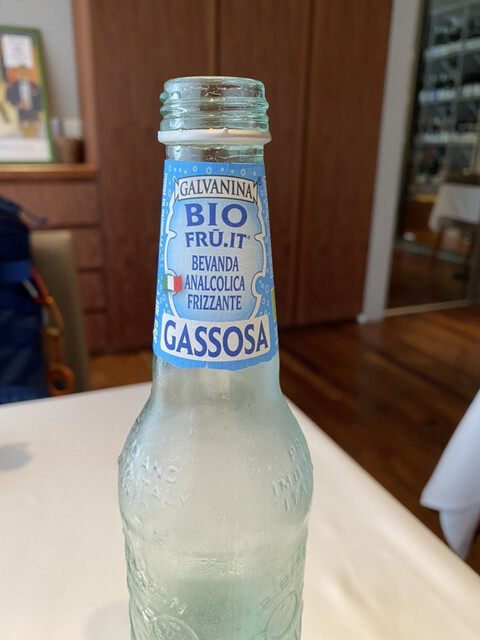 GALVANINA
BIO
FRŪ.IT®
BEVANDA
ANALCOLICA
FRIZZANTE
GASSOSA